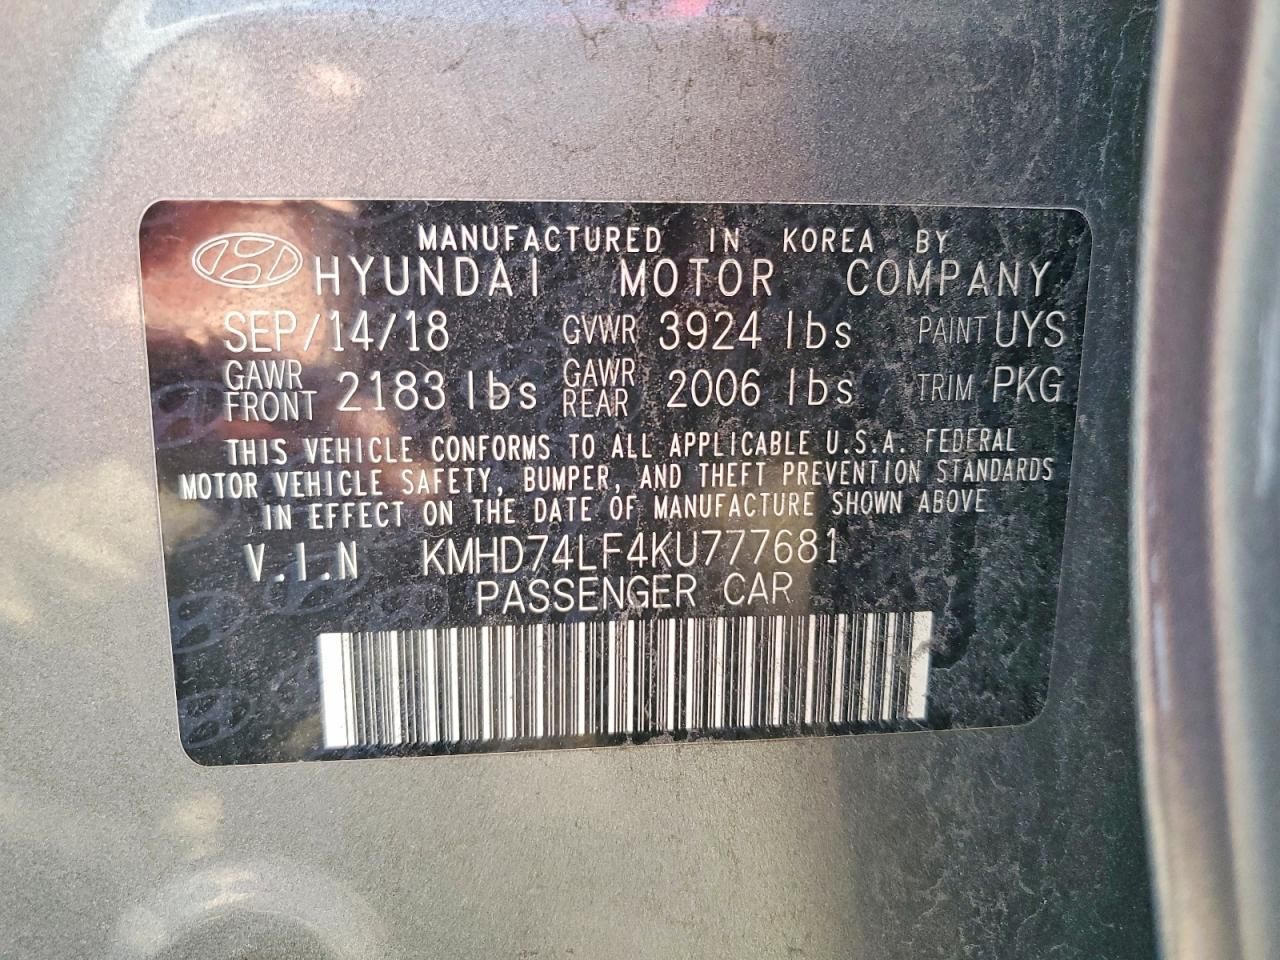 MANUFACTURED IN KOREA BY
HYUNDAI MOTOR COMPANY
SEP/14/18 GVWR 3924 lbs PAINT UYS
GAWR FRONT 2183 lbs GAWR REAR 2006 lbs TRIM PKG
THIS VEHICLE CONFORMS TO ALL APPLICABLE U.S.A. FEDERAL
MOTOR VEHICLE SAFETY, BUMPER, AND THEFT PREVENTION STANDARDS
IN EFFECT ON THE DATE OF MANUFACTURE SHOWN ABOVE
V.I.N KMHD74LF4KU777681
PASSENGER CAR